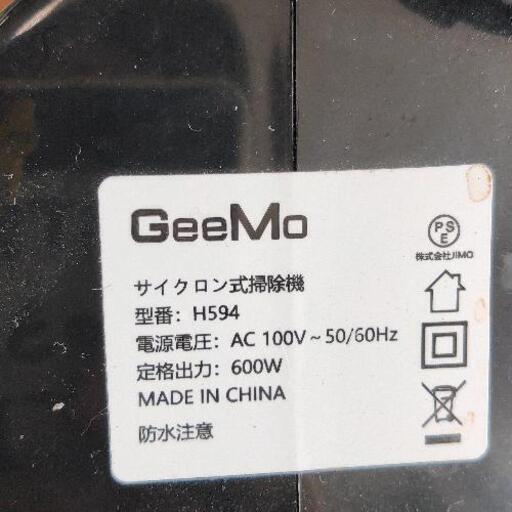 GeeMo
サイクロン式掃除機
型番: H594
電源電圧: AC 100V~50/60Hz
定格出力: 600W
MADE IN CHINA
防水注意
PSE
株式会社JIMO